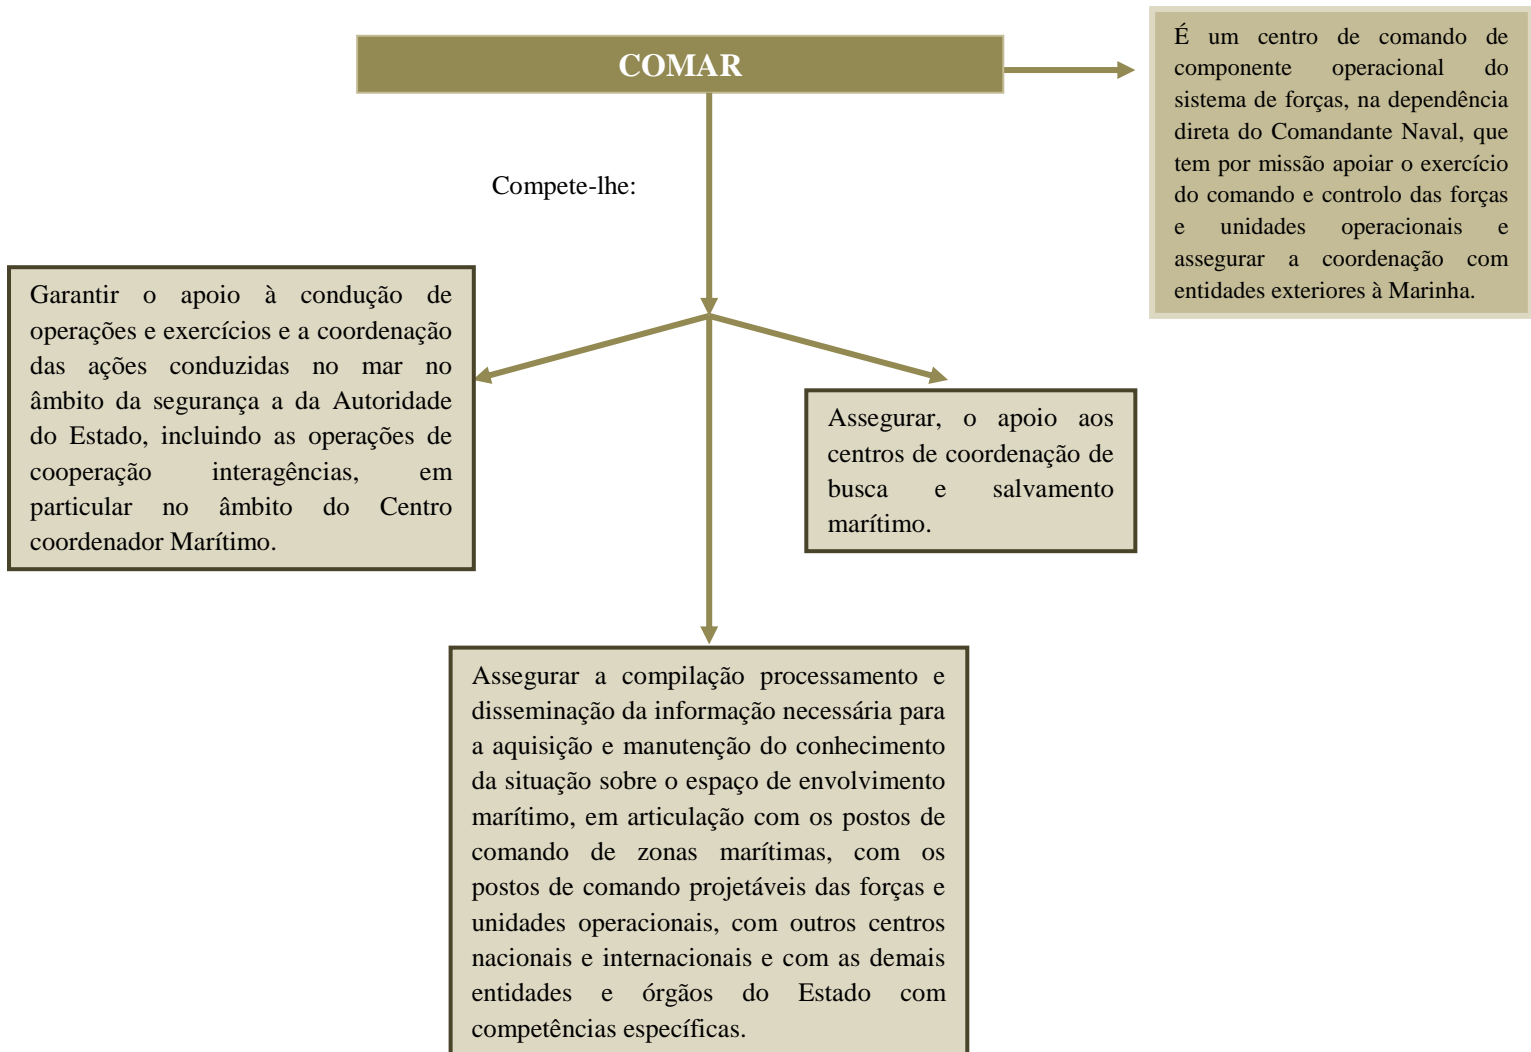 COMAR
É um centro de comando de
componente operacional do
sistema de forças, na dependência
direta do Comandante Naval, que
tem por missão apoiar o exercício
do comando e controlo das forças
e unidades operacionais e
assegurar a coordenação com
entidades exteriores à Marinha.
Compete-lhe:
Garantir o apoio à condução de
operações e exercícios e a coordenação
das ações conduzidas no mar no
âmbito da segurança a da Autoridade
do Estado, incluindo as operações de
cooperação interagências, em
particular no âmbito do Centro
coordenador Marítimo.
Assegurar, o apoio aos
centros de coordenação de
busca e salvamento
marítimo.
Assegurar a compilação processamento e
disseminação da informação necessária para
a aquisição e manutenção do conhecimento
da situação sobre o espaço de envolvimento
marítimo, em articulação com os postos de
comando de zonas marítimas, com os
postos de comando projetáveis das forças e
unidades operacionais, com outros centros
nacionais e internacionais e com as demais
entidades e órgãos do Estado com
competências específicas.